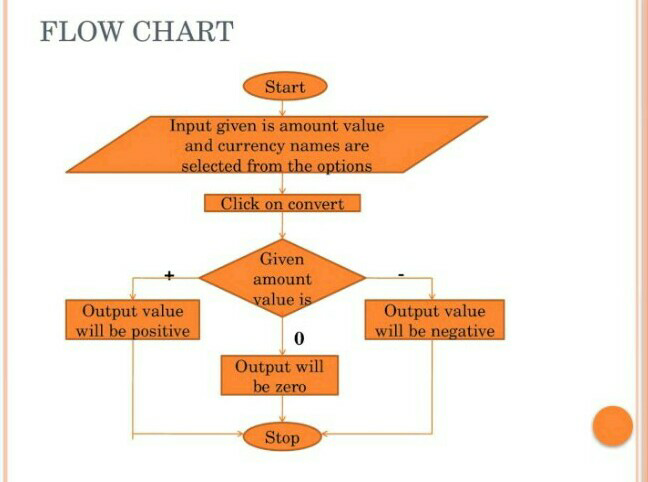 FLOW CHART
Start
Input given is amount value
and currency names are
selected from the options
Click on convert
Given
amount
value is
+
-
Output value
will be positive
Output value
will be negative
0
Output will
be zero
Stop